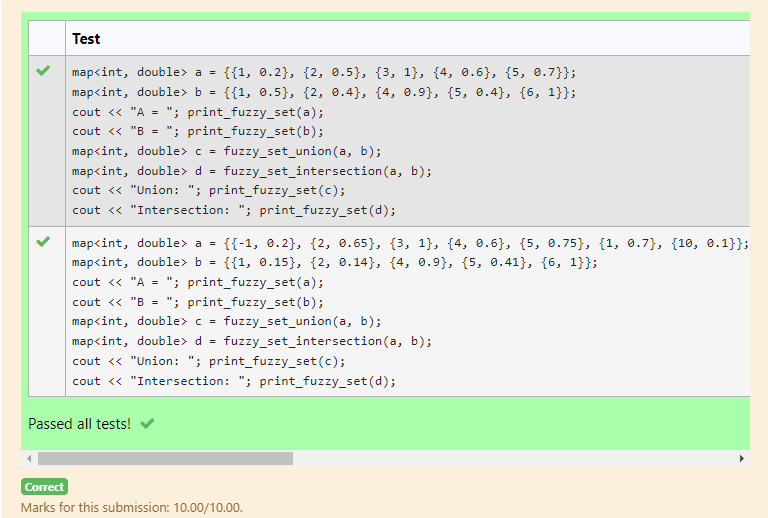 Test
map<int, double> a = {{1, 0.2}, {2, 0.5}, {3, 1}, {4, 0.6}, {5, 0.7}};
map<int, double> b = {{1, 0.5}, {2, 0.4}, {4, 0.9}, {5, 0.4}, {6, 1}};
cout << "A = "; print_fuzzy_set(a);
cout << "B = "; print_fuzzy_set(b);
map<int, double> c = fuzzy_set_union(a, b);
map<int, double> d = fuzzy_set_intersection(a, b);
cout << "Union: "; print_fuzzy_set(c);
cout << "Intersection: "; print_fuzzy_set(d);
map<int, double> a = {{-1, 0.2}, {2, 0.65}, {3, 1}, {4, 0.6}, {5, 0.75}, {1, 0.7}, {10, 0.1}};
map<int, double> b = {{1, 0.15}, {2, 0.14}, {4, 0.9}, {5, 0.41}, {6, 1}};
cout << "A = "; print_fuzzy_set(a);
cout << "B = "; print_fuzzy_set(b);
map<int, double> c = fuzzy_set_union(a, b);
map<int, double> d = fuzzy_set_intersection(a, b);
cout << "Union: "; print_fuzzy_set(c);
cout << "Intersection: "; print_fuzzy_set(d);
Passed all tests!
Correct
Marks for this submission: 10.00/10.00.